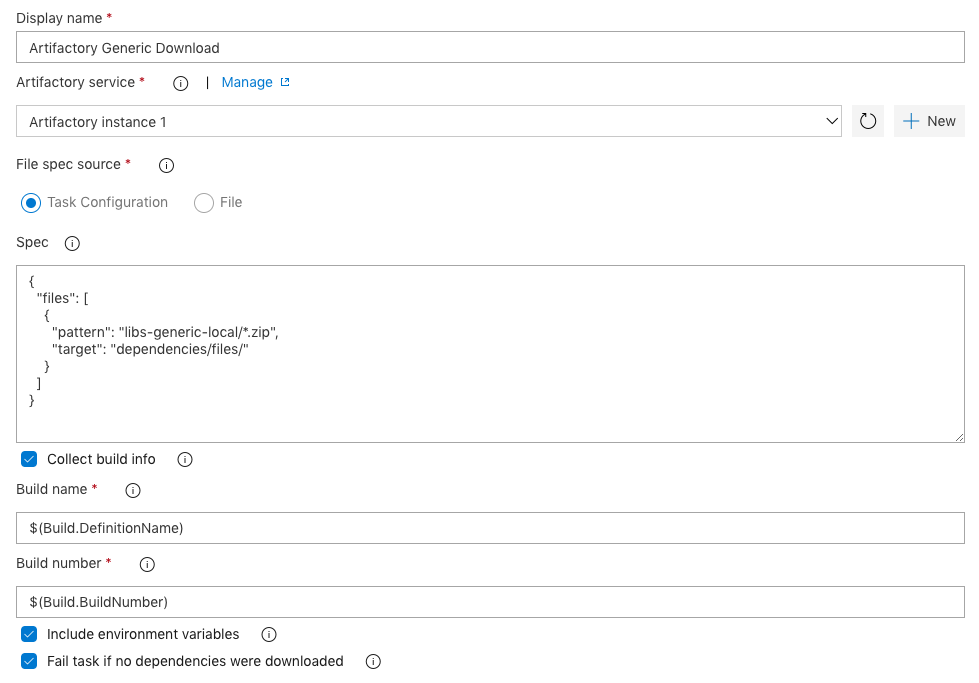 Display name *
Artifactory Generic Download
Artifactory service * | Manage
Artifactory instance 1
New
File spec source *
Task Configuration File
Spec
{
  "files": [
    {
      "pattern": "libs-generic-local/*.zip",
      "target": "dependencies/files/"
    }
  ]
}
Collect build info
Build name *
$(Build.DefinitionName)
Build number *
$(Build.BuildNumber)
Include environment variables
Fail task if no dependencies were downloaded